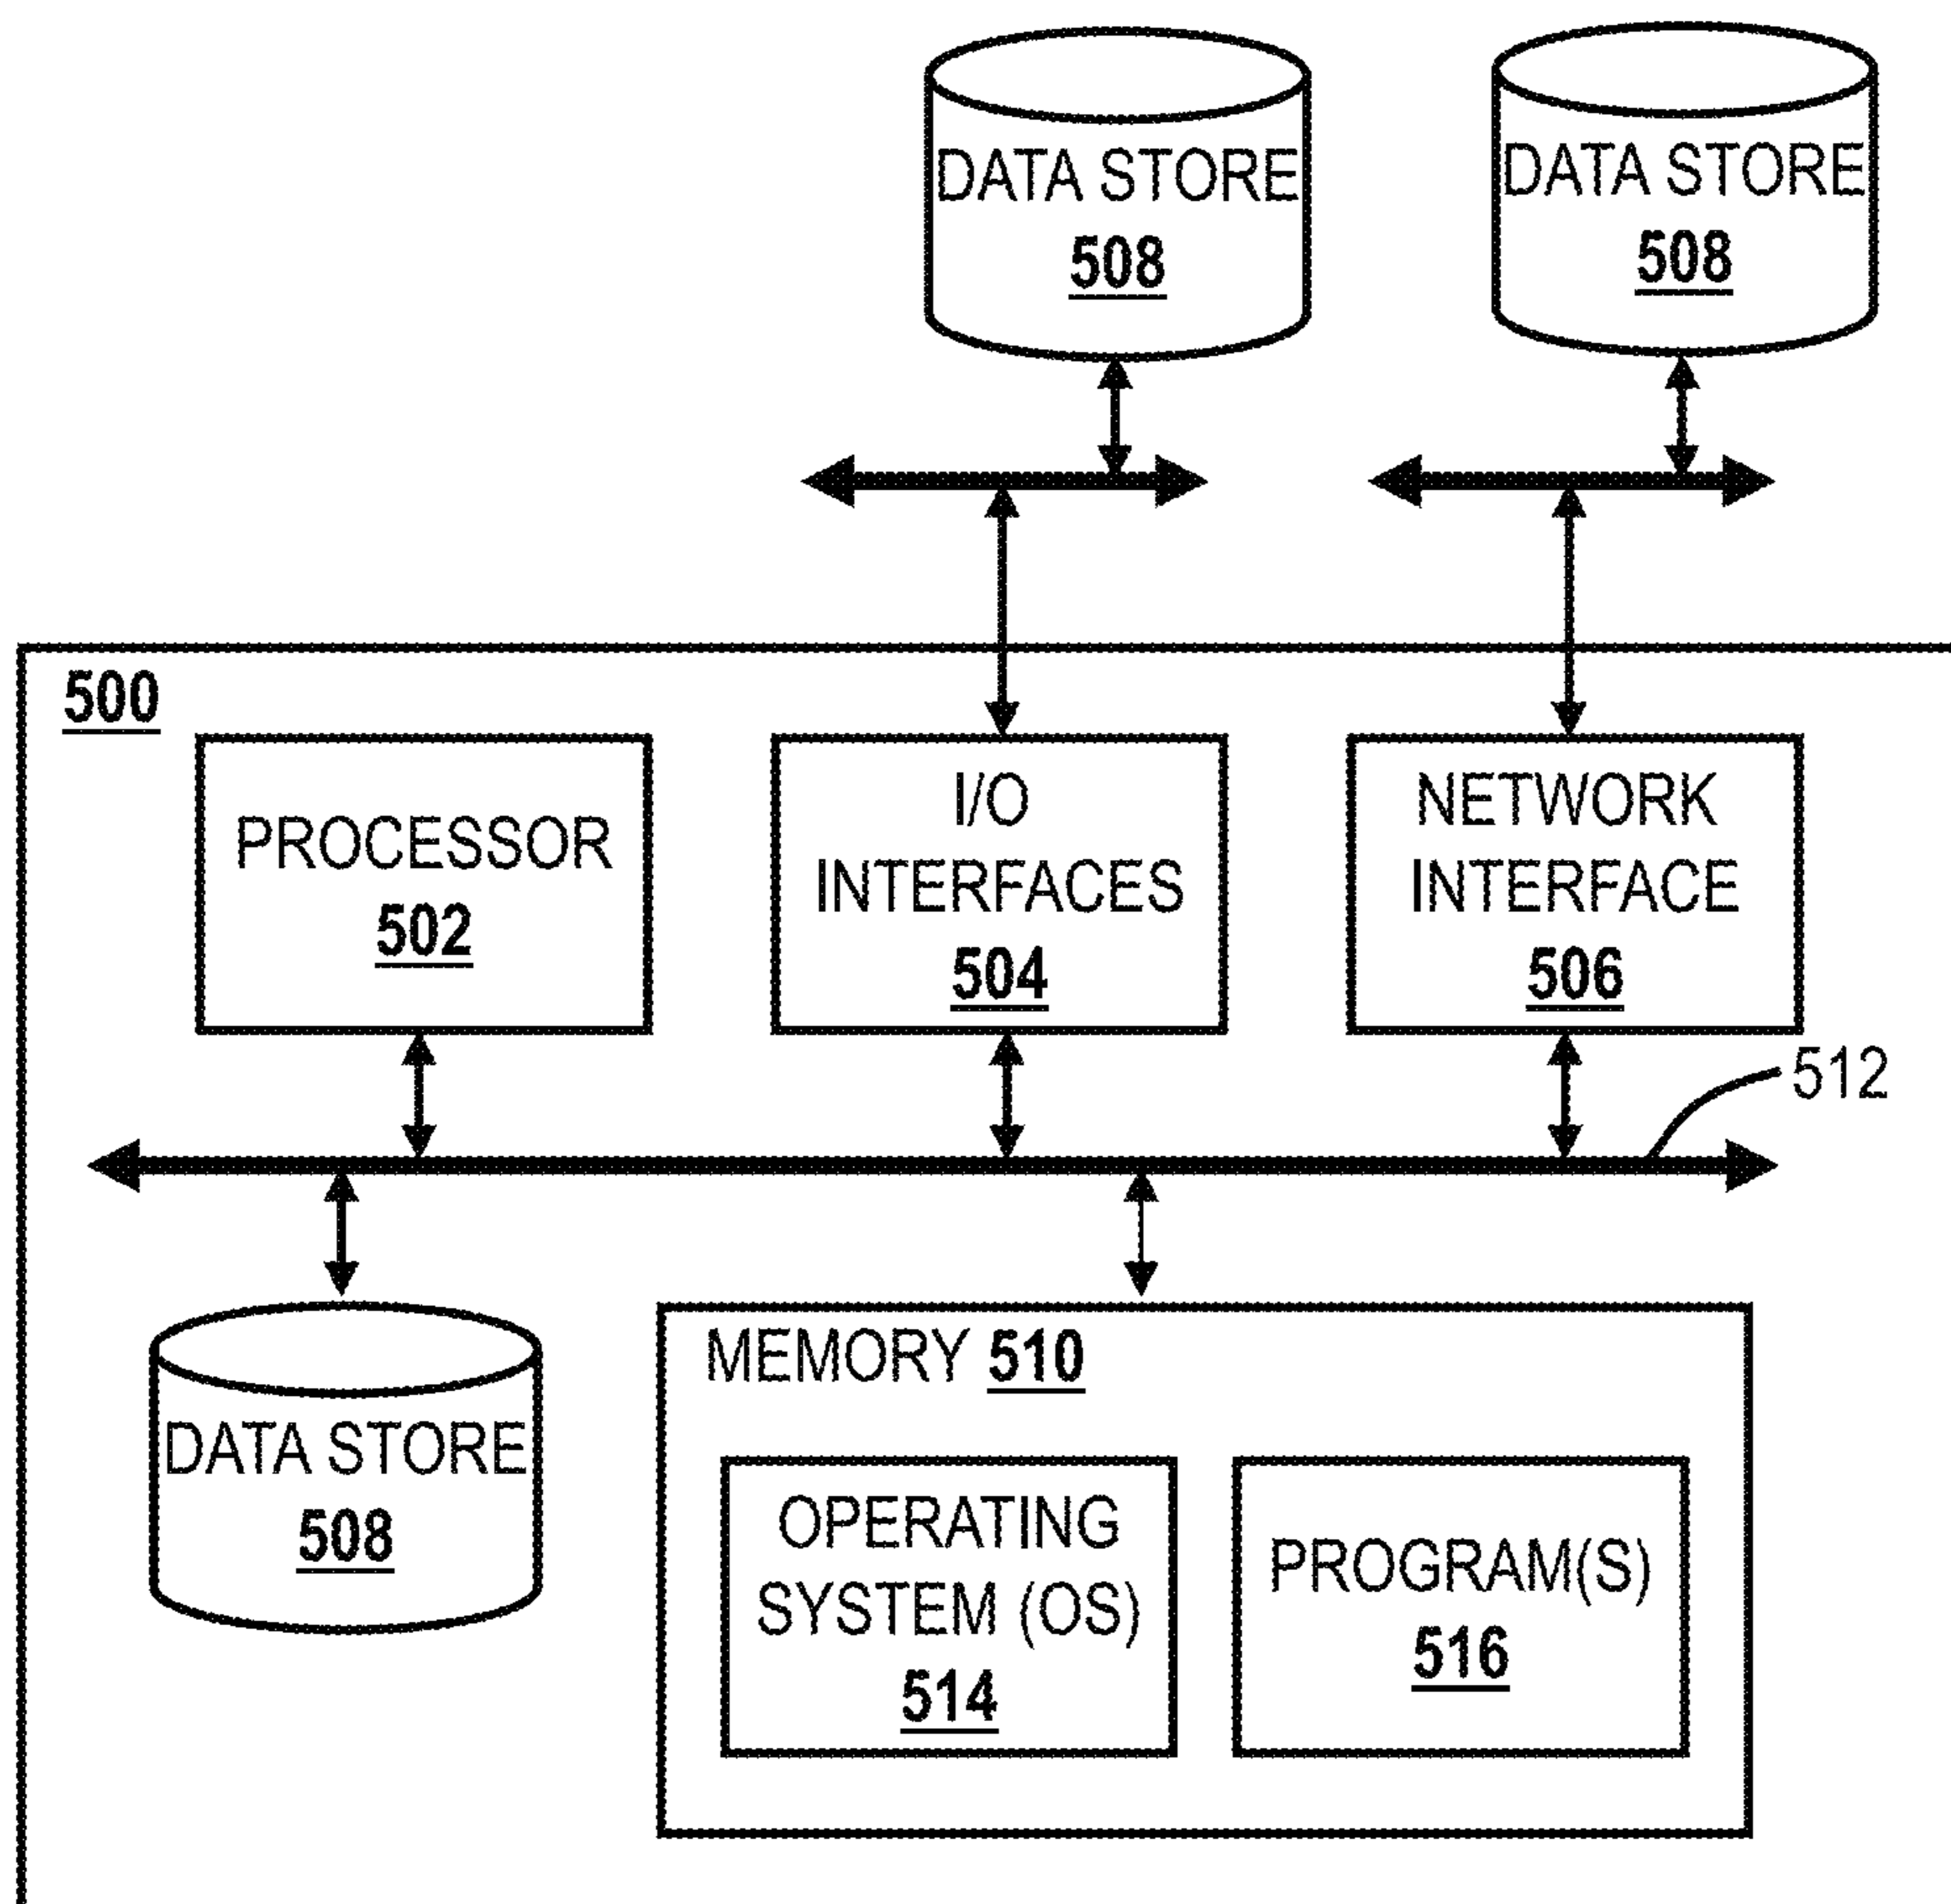 DATA STORE
508
DATA STORE
508
500
PROCESSOR
502
I/O
INTERFACES
504
NETWORK
INTERFACE
506
512
DATA STORE
508
MEMORY 510
OPERATING
SYSTEM (OS)
514
PROGRAM(S)
516